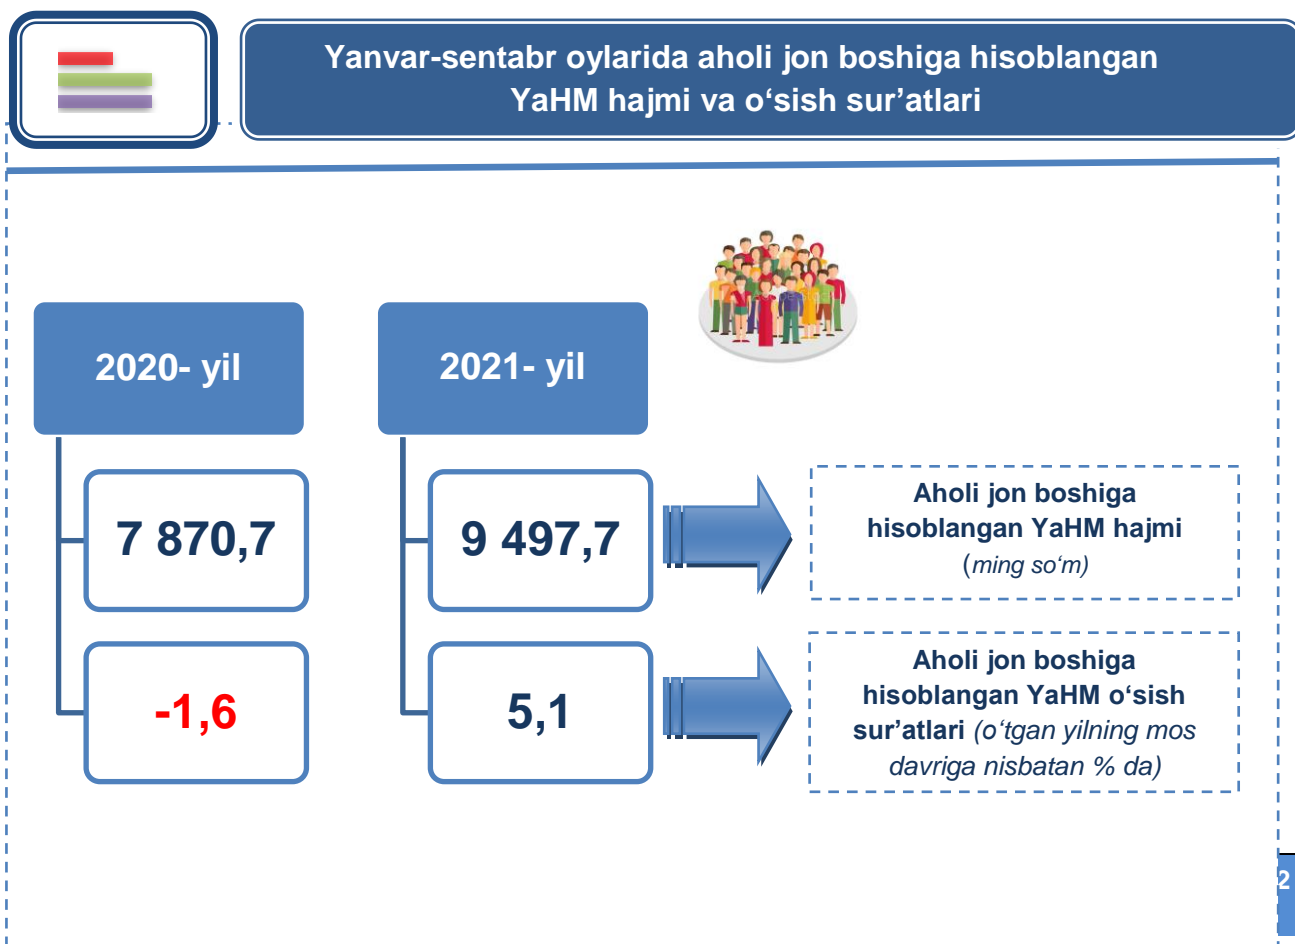 Yanvar-sentabr oylarida aholi jon boshiga hisoblangan
YaHM hajmi va o‘sish sur’atlari
2020- yil
2021- yil
7 870,7
9 497,7
Aholi jon boshiga
hisoblangan YaHM hajmi
(ming so‘m)
-1,6
5,1
Aholi jon boshiga
hisoblangan YaHM o‘sish
sur’atlari (o‘tgan yilning mos
davriga nisbatan % da)
2